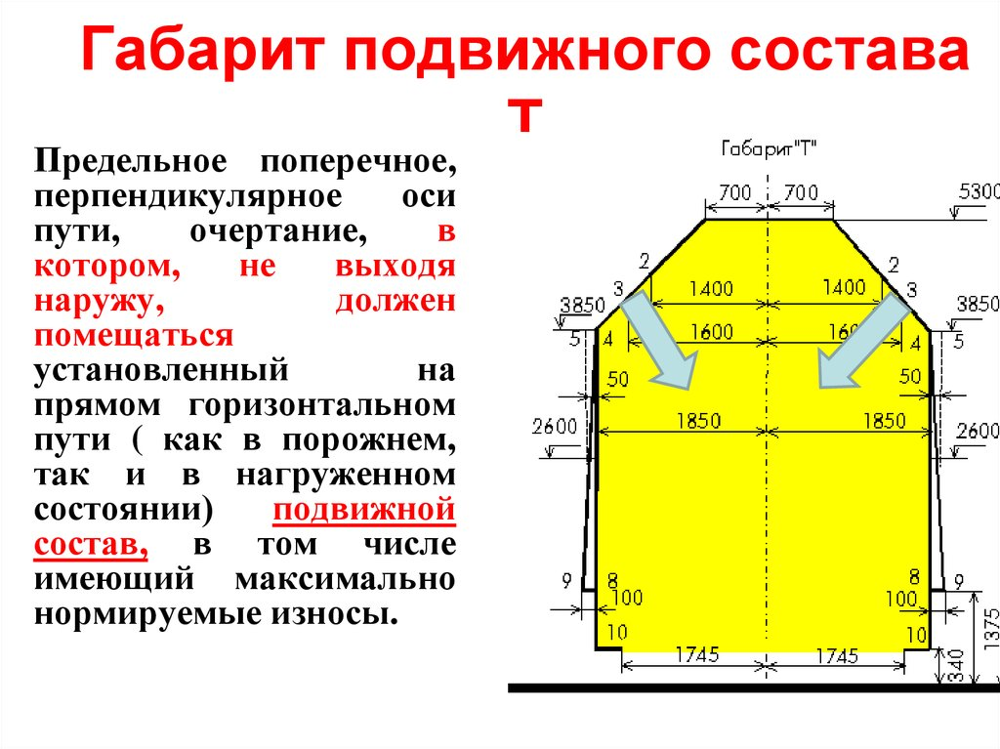 Габарит подвижного состава
Т
Предельное поперечное,
перпендикулярное оси
пути, очертание, в
котором, не выходя
наружу, должен
помещаться
установленный на
прямом горизонтальном
пути ( как в порожнем,
так и в нагруженном
состоянии) подвижной
состав, в том числе
имеющий максимально
нормируемые износы.
Габарит"Т"
700 700 5300
2 2
3 1400 1400 3
3850 3850
5 4 1600 4 5
50 50
2600 1850 1850 2600
9 8 8 9
100 100
10 10
1745 1745 340 1375